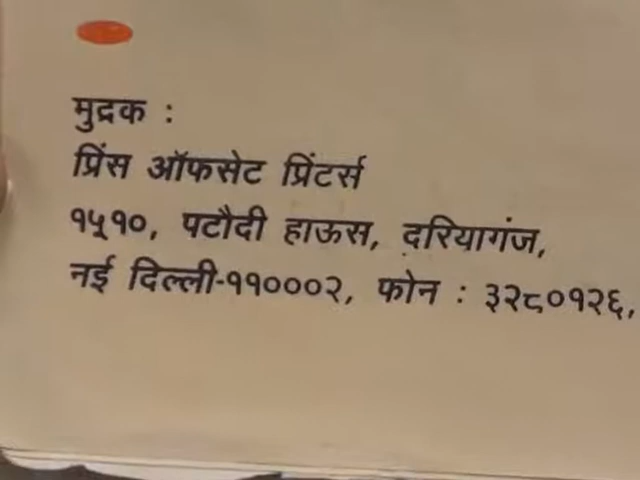 मुद्रक :
प्रिंस ऑफसेट प्रिंटर्स
१५१०, पटौदी हाऊस, दरियागंज,
नई दिल्ली-११०००२, फोन : ३२८०१२६,